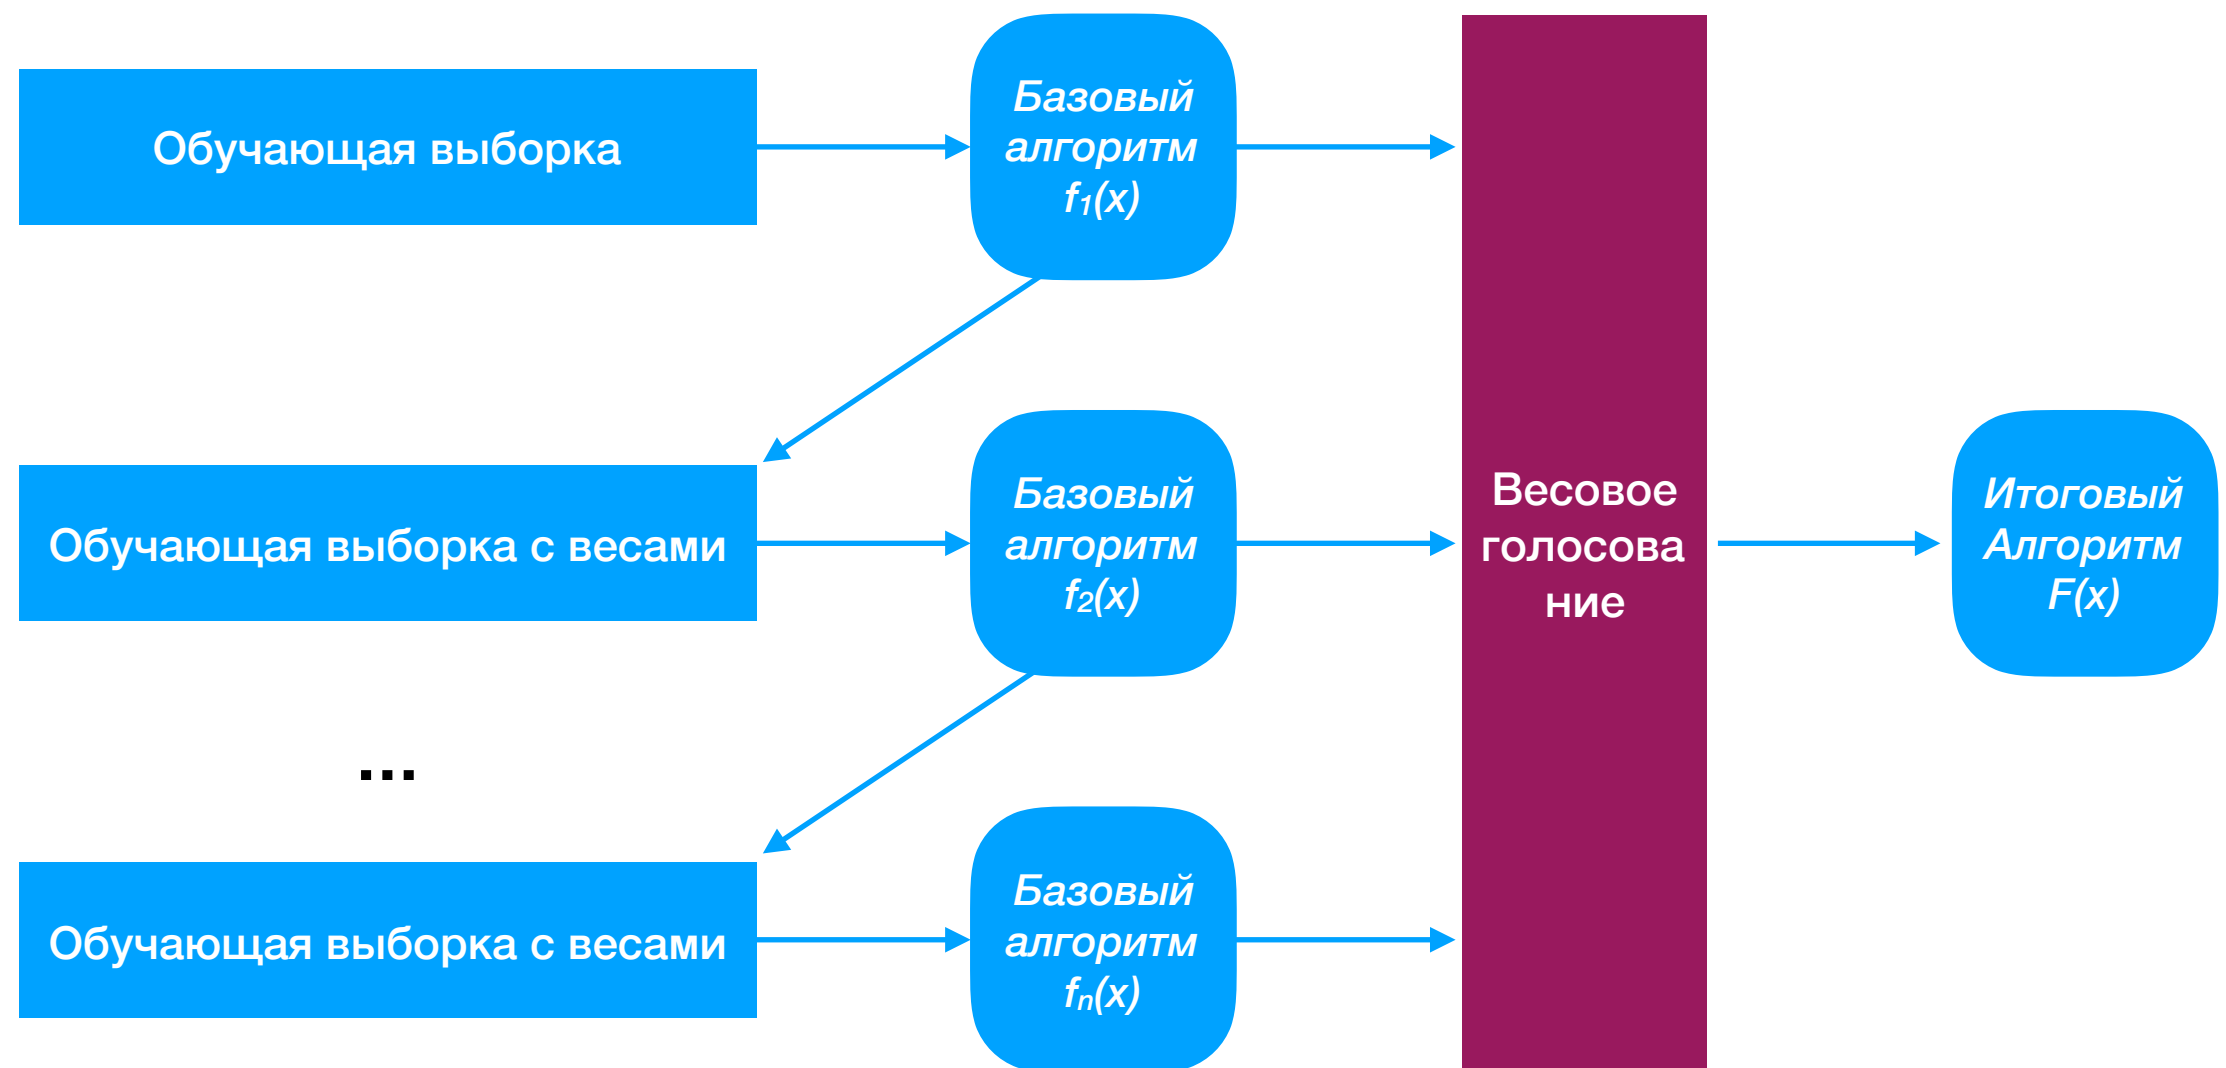 Обучающая выборка
Базовый
алгоритм
f₁(x)
Обучающая выборка с весами
Базовый
алгоритм
f₂(x)
Весовое
голосова
ние
Итоговый
Алгоритм
F(x)
...
Обучающая выборка с весами
Базовый
алгоритм
fₙ(x)